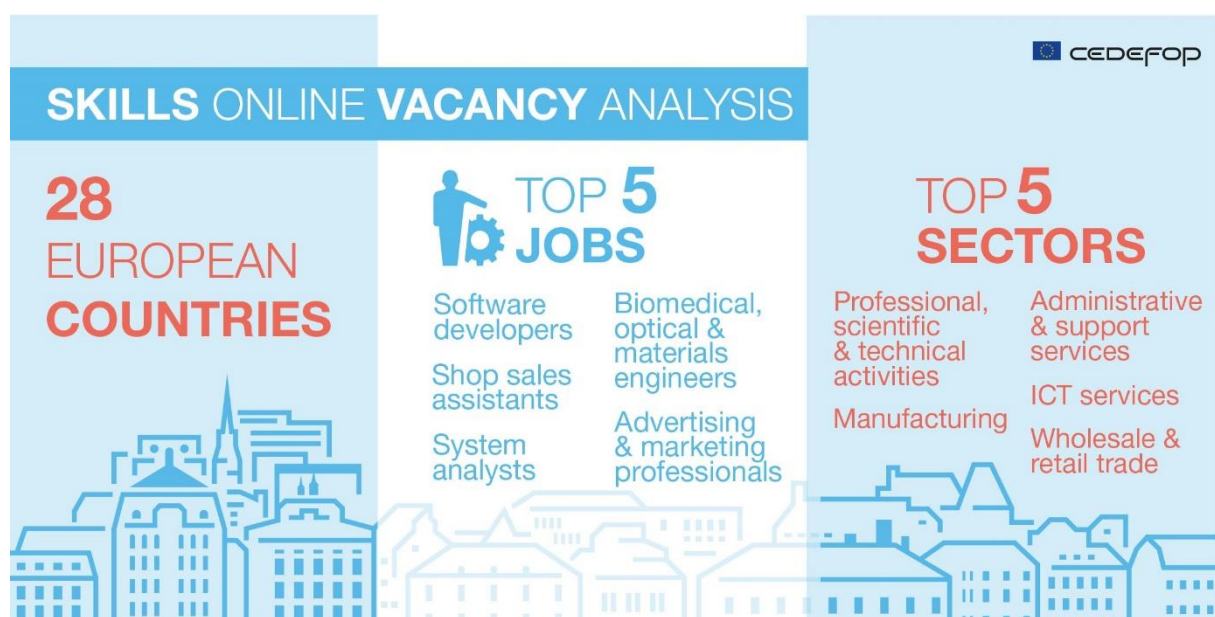 CEDEFOP
SKILLS ONLINE VACANCY ANALYSIS
28
EUROPEAN
COUNTRIES
TOP 5
JOBS
Software
developers
Shop sales
assistants
System
analysts
Biomedical,
optical &
materials
engineers
Advertising
& marketing
professionals
TOP 5
SECTORS
Professional,
scientific
& technical
activities
Manufacturing
Administrative
& support
services
ICT services
Wholesale &
retail trade